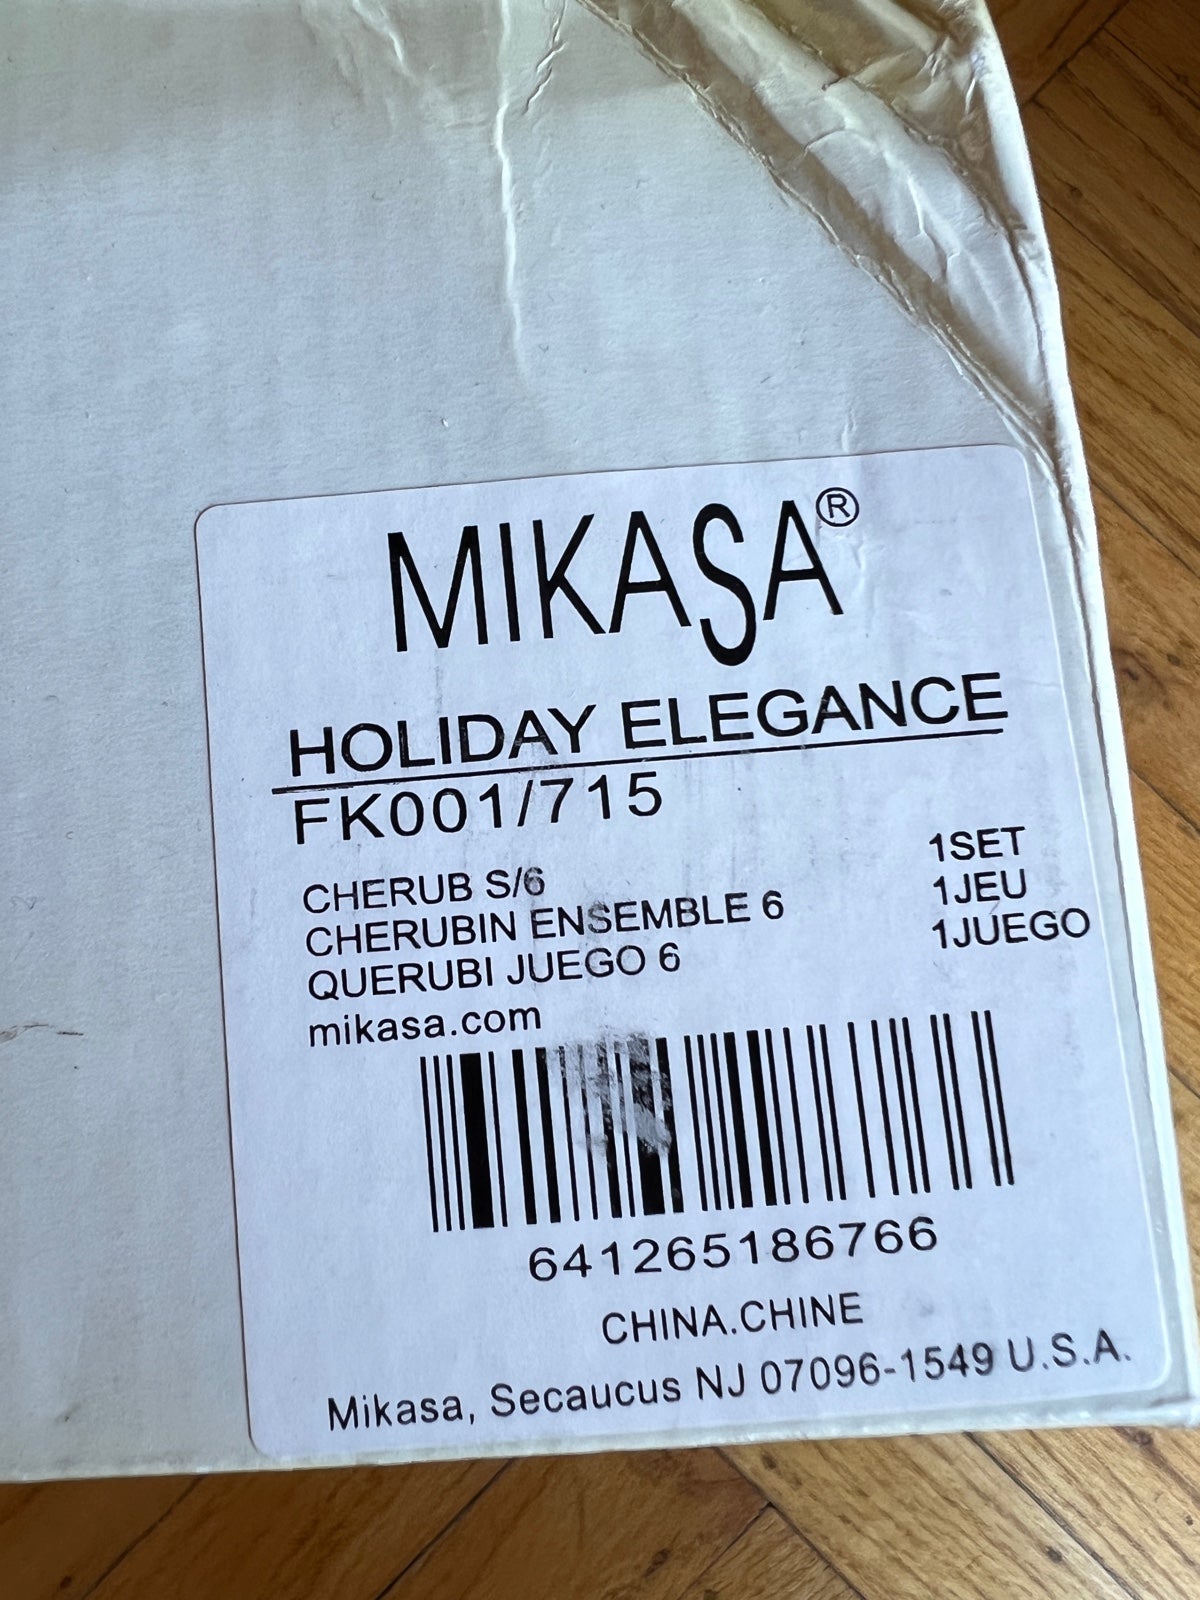 MIKASA®
HOLIDAY ELEGANCE
FK001/715
CHERUB S/6 1SET
CHERUBIN ENSEMBLE 6 1JEU
QUERUBI JUEGO 6 1JUEGO
mikasa.com
641265186766
CHINA.CHINE
Mikasa, Secaucus NJ 07096-1549 U.S.A.